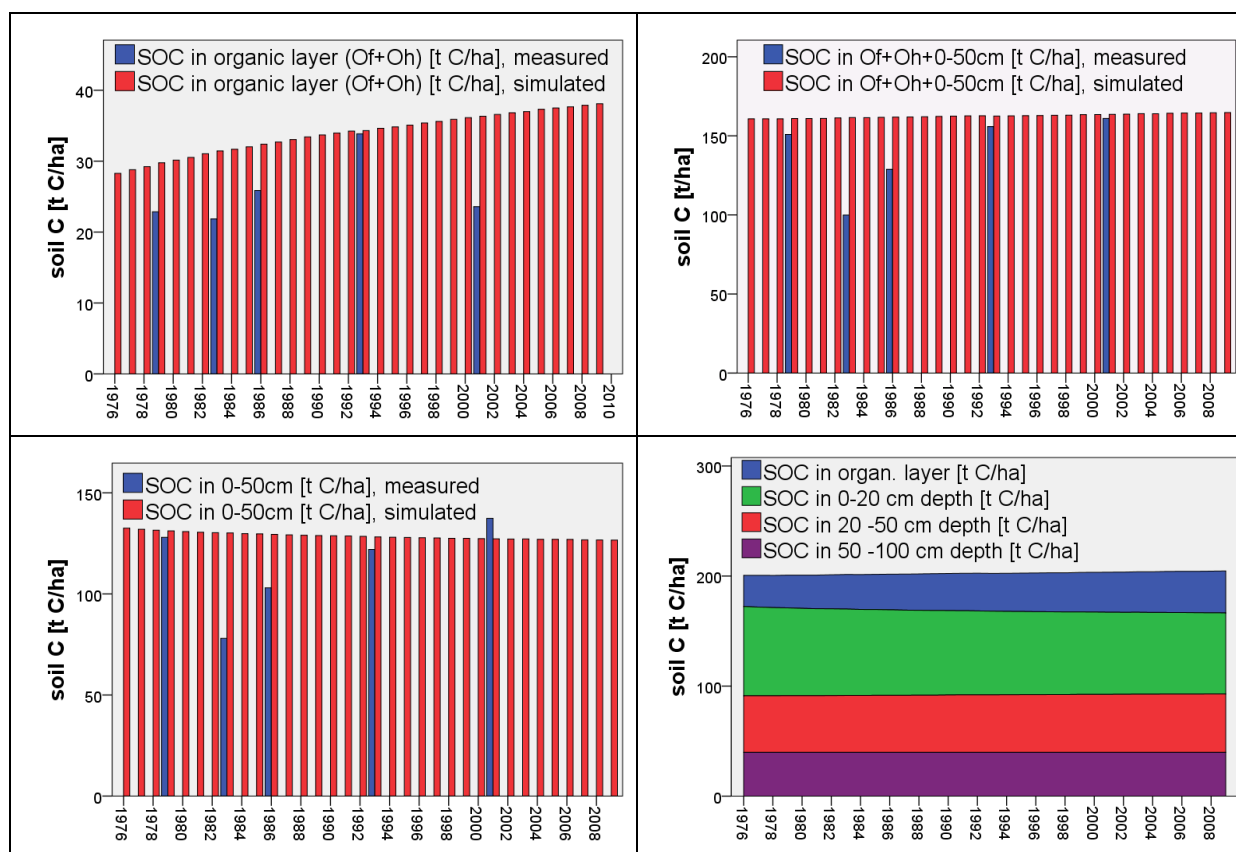 SOC in organic layer (Of+Oh) [t C/ha], measured
SOC in organic layer (Of+Oh) [t C/ha], simulated
soil C [t C/ha]
40
30
20
10
0
1976 1978 1980 1982 1984 1986 1988 1990 1992 1994 1996 1998 2000 2002 2004 2006 2008 2010
SOC in Of+Oh+0-50cm [t C/ha], measured
SOC in Of+Oh+0-50cm [t C/ha], simulated
soil C [t/ha]
200
150
100
50
0
1976 1978 1980 1982 1984 1986 1988 1990 1992 1994 1996 1998 2000 2002 2004 2006 2008
SOC in 0-50cm [t C/ha], measured
SOC in 0-50cm [t C/ha], simulated
soil C [t C/ha]
150
100
50
0
1976 1978 1980 1982 1984 1986 1988 1990 1992 1994 1996 1998 2000 2002 2004 2006 2008
SOC in organ. layer [t C/ha]
SOC in 0-20 cm depth [t C/ha]
SOC in 20 -50 cm depth [t C/ha]
SOC in 50 -100 cm depth [t C/ha]
soil C [t C/ha]
300
200
100
0
1976 1978 1980 1982 1984 1986 1988 1990 1992 1994 1996 1998 2000 2002 2004 2006 2008